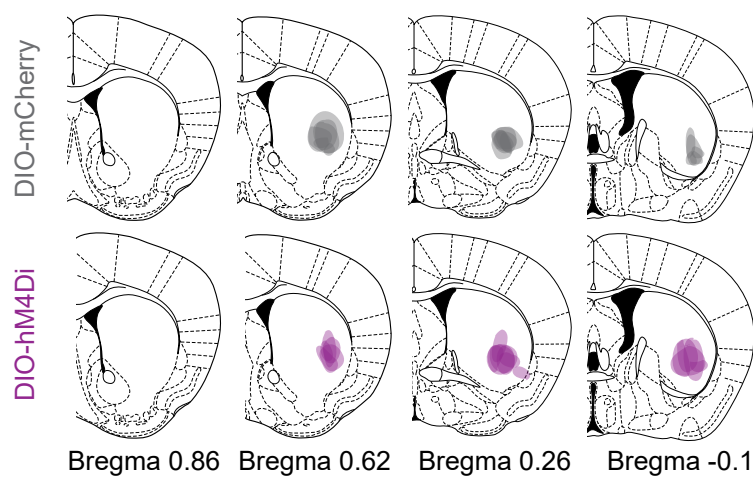 DIO-mCherry
DIO-hM4Di
Bregma 0.86
Bregma 0.62
Bregma 0.26
Bregma -0.1